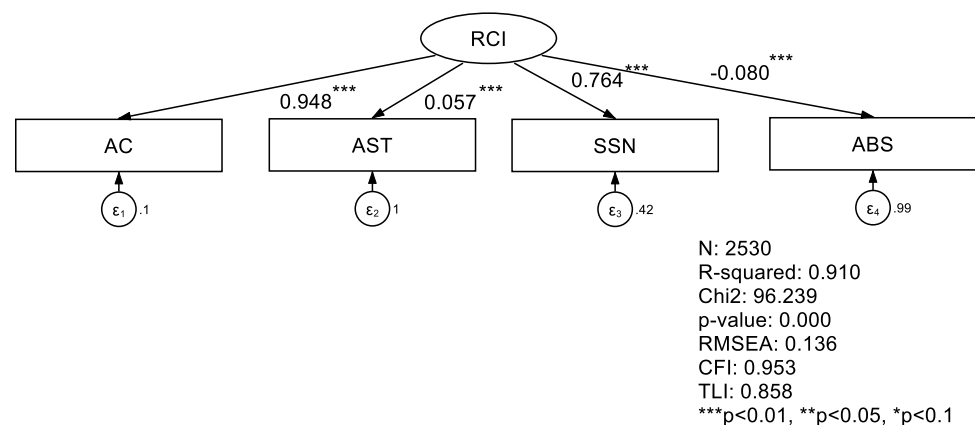 RCI
0.948***
0.057***
0.764***
-0.080***
AC
AST
SSN
ABS
ε₁ .1
ε₂ 1
ε₃ .42
ε₄ .99
N: 2530
R-squared: 0.910
Chi2: 96.239
p-value: 0.000
RMSEA: 0.136
CFI: 0.953
TLI: 0.858
***p<0.01, **p<0.05, *p<0.1